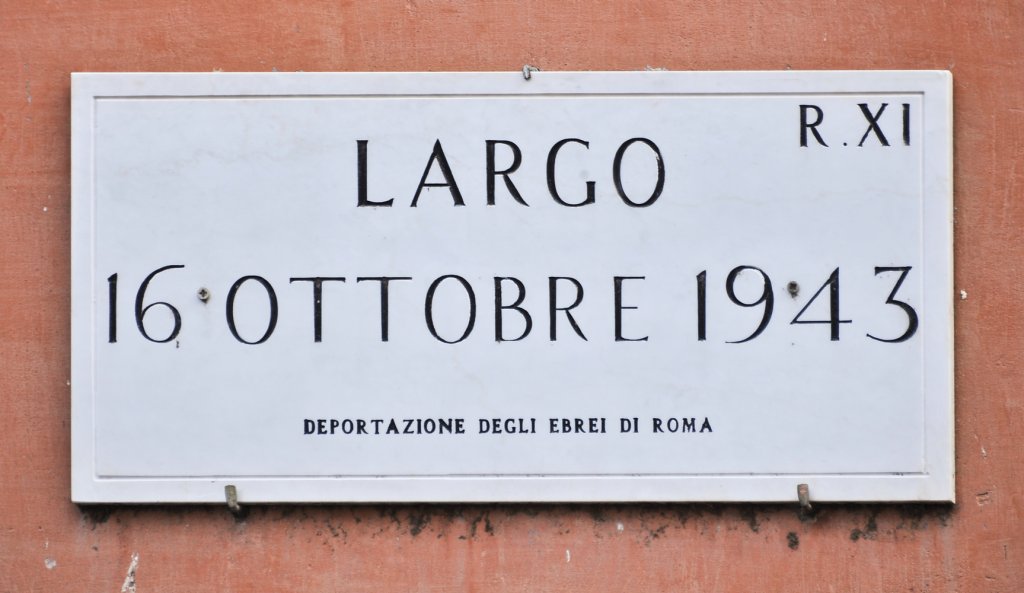 R. XI
LARGO
16 OTTOBRE 1943
DEPORTAZIONE DEGLI EBREI DI ROMA